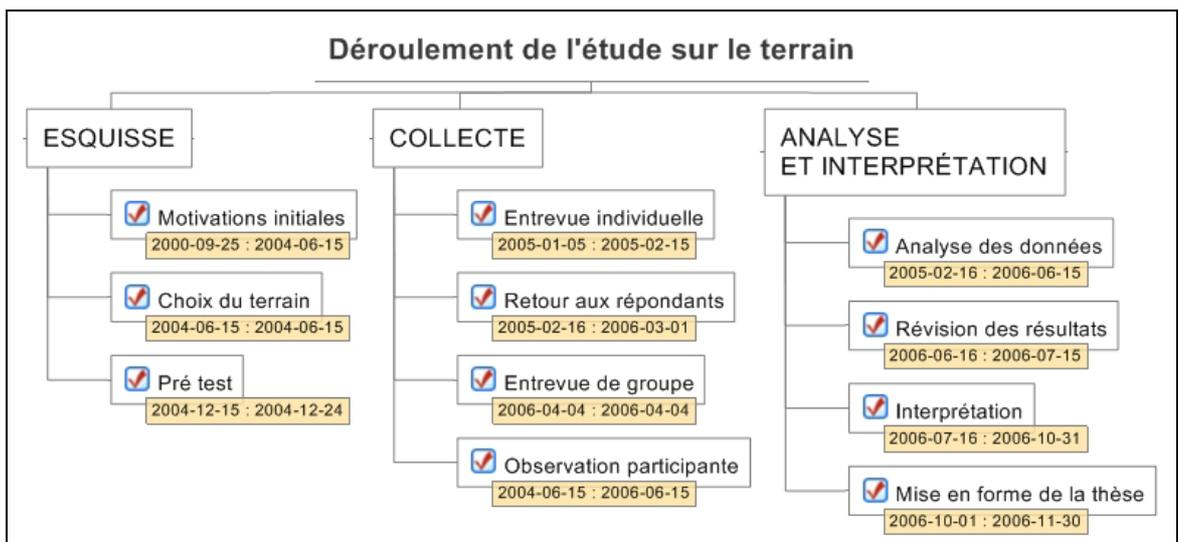 Déroulement de l'étude sur le terrain
ESQUISSE
Motivations initiales
2000-09-25 : 2004-06-15
Choix du terrain
2004-06-15 : 2004-06-15
Pré test
2004-12-15 : 2004-12-24
COLLECTE
Entrevue individuelle
2005-01-05 : 2005-02-15
Retour aux répondants
2005-02-16 : 2006-03-01
Entrevue de groupe
2006-04-04 : 2006-04-04
Observation participante
2004-06-15 : 2006-06-15
ANALYSE
ET INTERPRÉTATION
Analyse des données
2005-02-16 : 2006-06-15
Révision des résultats
2006-06-16 : 2006-07-15
Interprétation
2006-07-16 : 2006-10-31
Mise en forme de la thèse
2006-10-01 : 2006-11-30